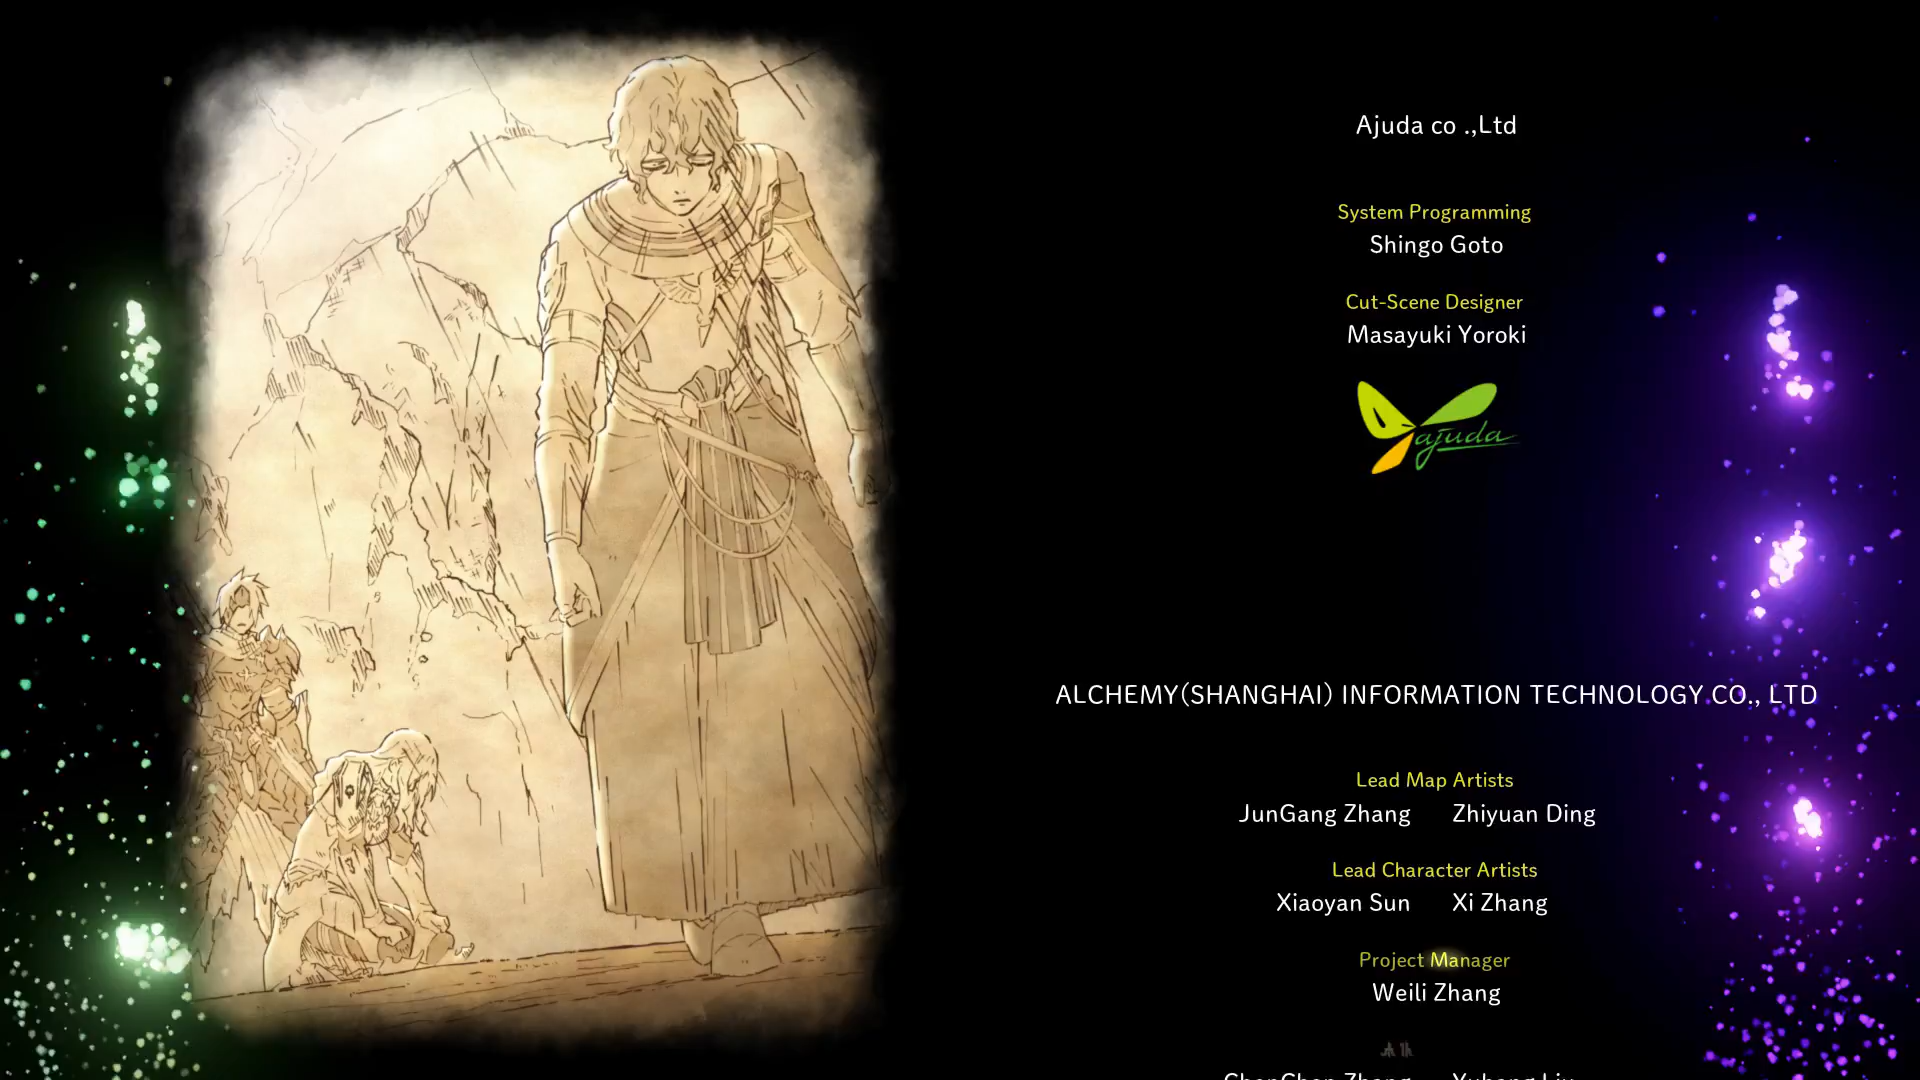 Ajuda co .,Ltd
System Programming
Shingo Goto
Cut-Scene Designer
Masayuki Yoroki
ajuda
ALCHEMY(SHANGHAI) INFORMATION TECHNOLOGY CO., LTD
Lead Map Artists
JunGang Zhang Zhiyuan Ding
Lead Character Artists
Xiaoyan Sun Xi Zhang
Project Manager
Weili Zhang